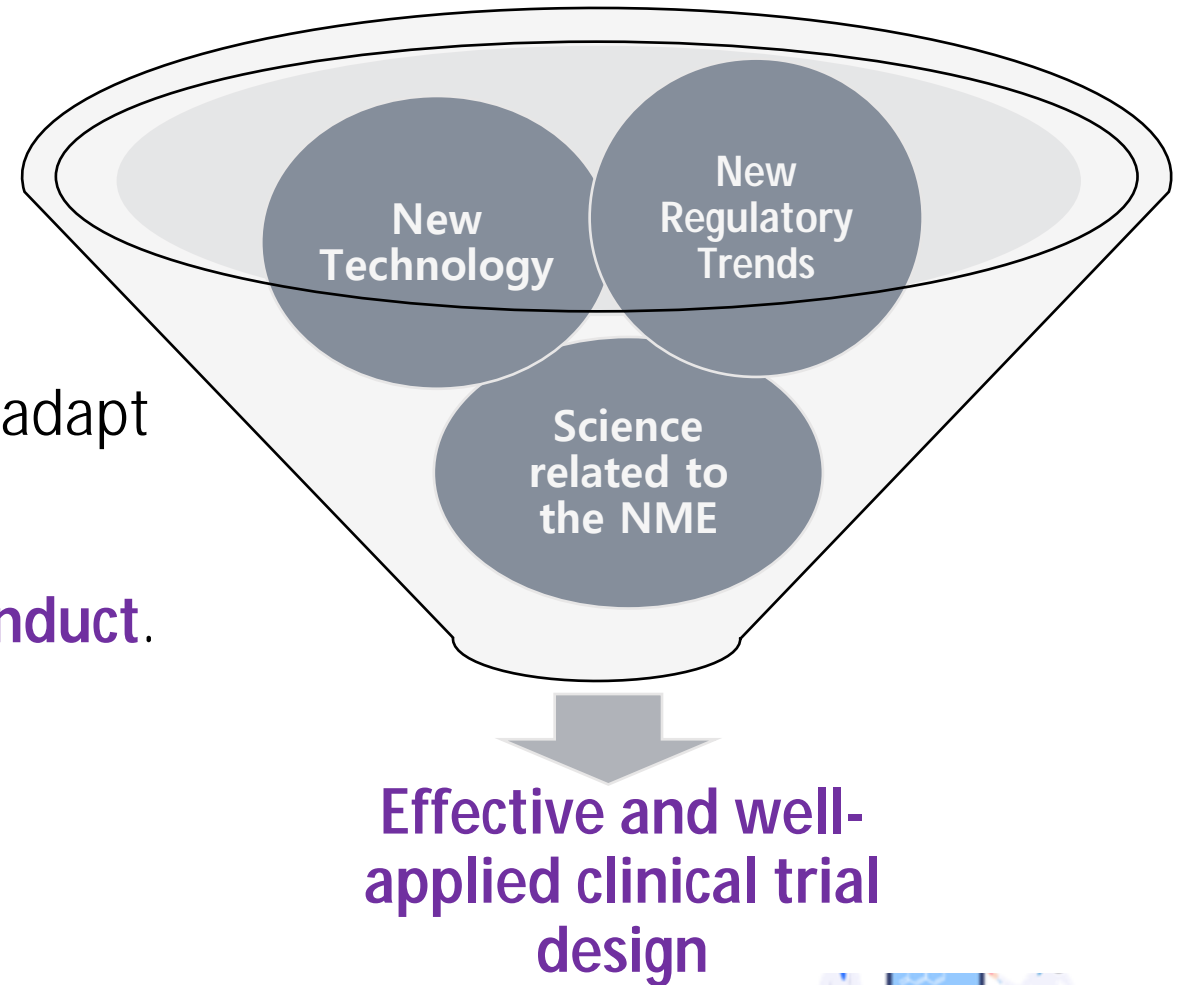 New
Technology
New
Regulatory
Trends
adapt
Science
related to
the NME
nduct.
Effective and well-
applied clinical trial
design